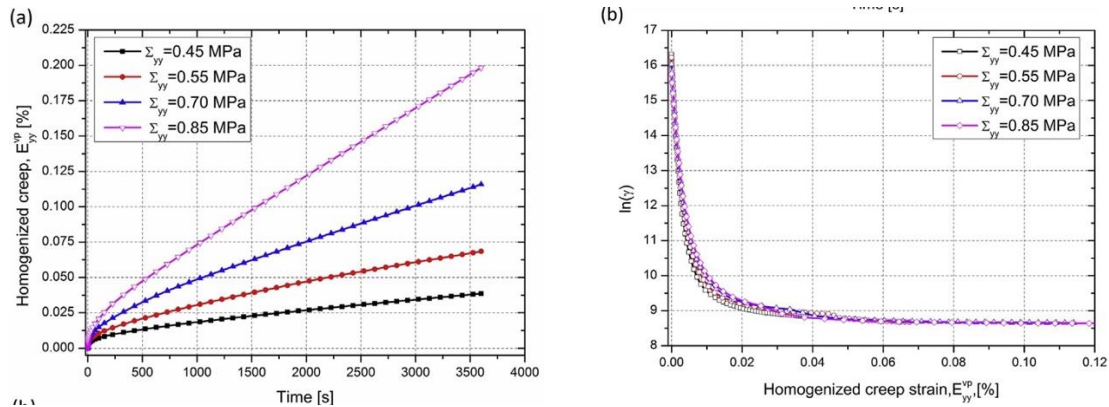 (a)
0.225
0.200
0.175
0.150
0.125
0.100
0.075
0.050
0.025
0.000
Homogenized creep, E^vp_yy [%]
Σyy=0.45 MPa
Σyy=0.55 MPa
Σyy=0.70 MPa
Σyy=0.85 MPa
0 500 1000 1500 2000 2500 3000 3500 4000
Time [s]
(b)
17
16
15
14
13
12
11
10
9
8
ln(γ)
Σyy=0.45 MPa
Σyy=0.55 MPa
Σyy=0.70 MPa
Σyy=0.85 MPa
0.00 0.02 0.04 0.06 0.08 0.10 0.12
Homogenized creep strain,E^vp_yy,[%]